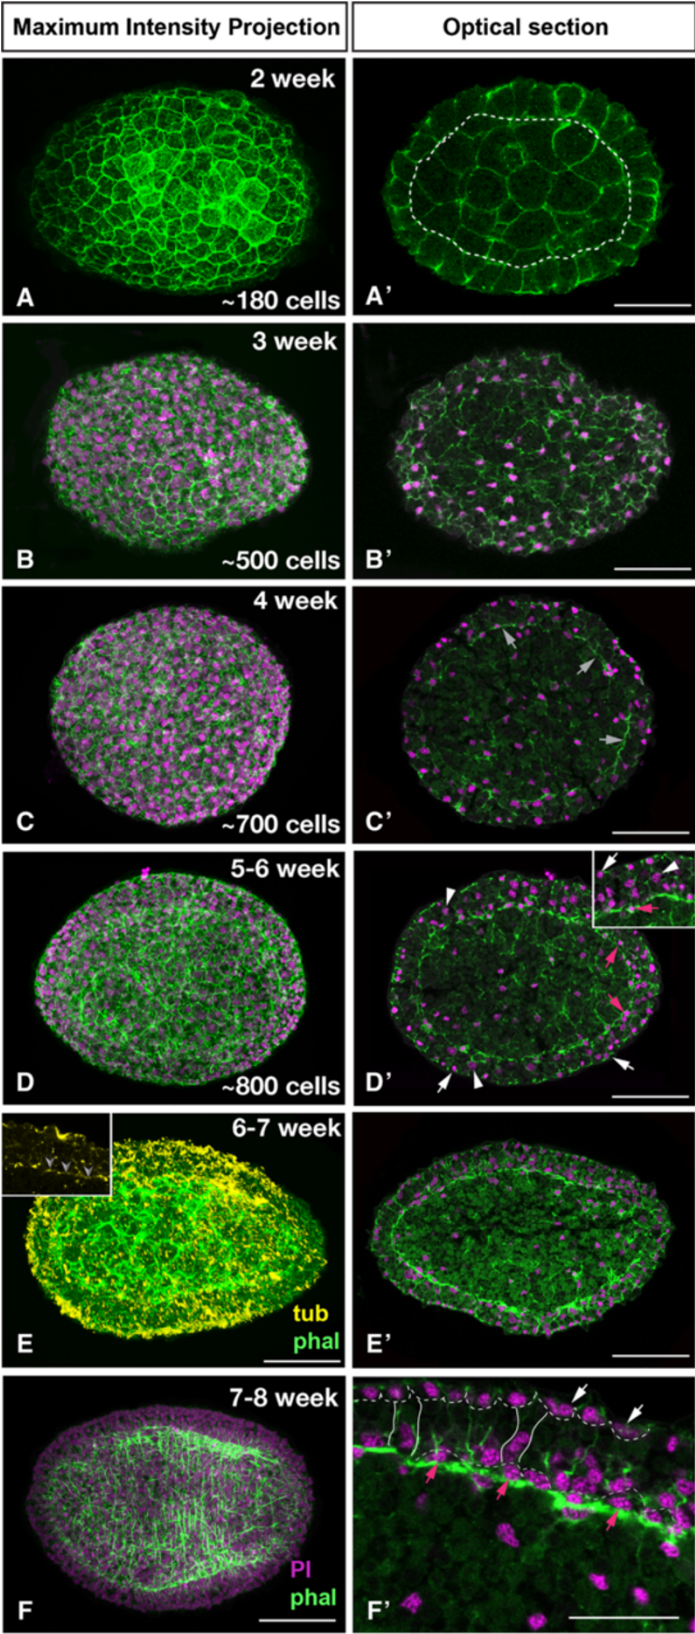 Maximum Intensity Projection
Optical section
2 week
A
~180 cells
A'
3 week
B
~500 cells
B'
4 week
C
~700 cells
C'
5-6 week
D
~800 cells
D'
6-7 week
tub
phal
E
E'
7-8 week
PI
phal
F
F'